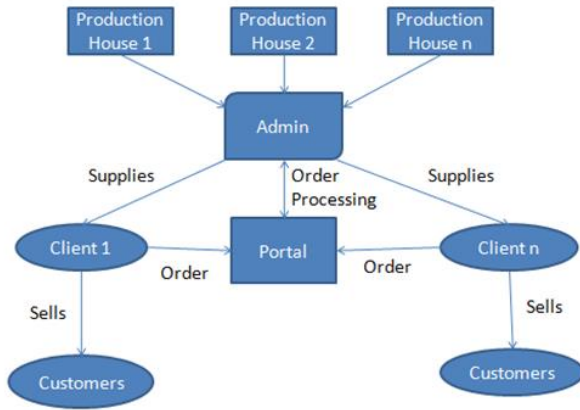 Production
House 1
Production
House 2
Production
House n
Admin
Supplies
Order
Processing
Supplies
Client 1
Order
Portal
Order
Client n
Sells
Sells
Customers
Customers